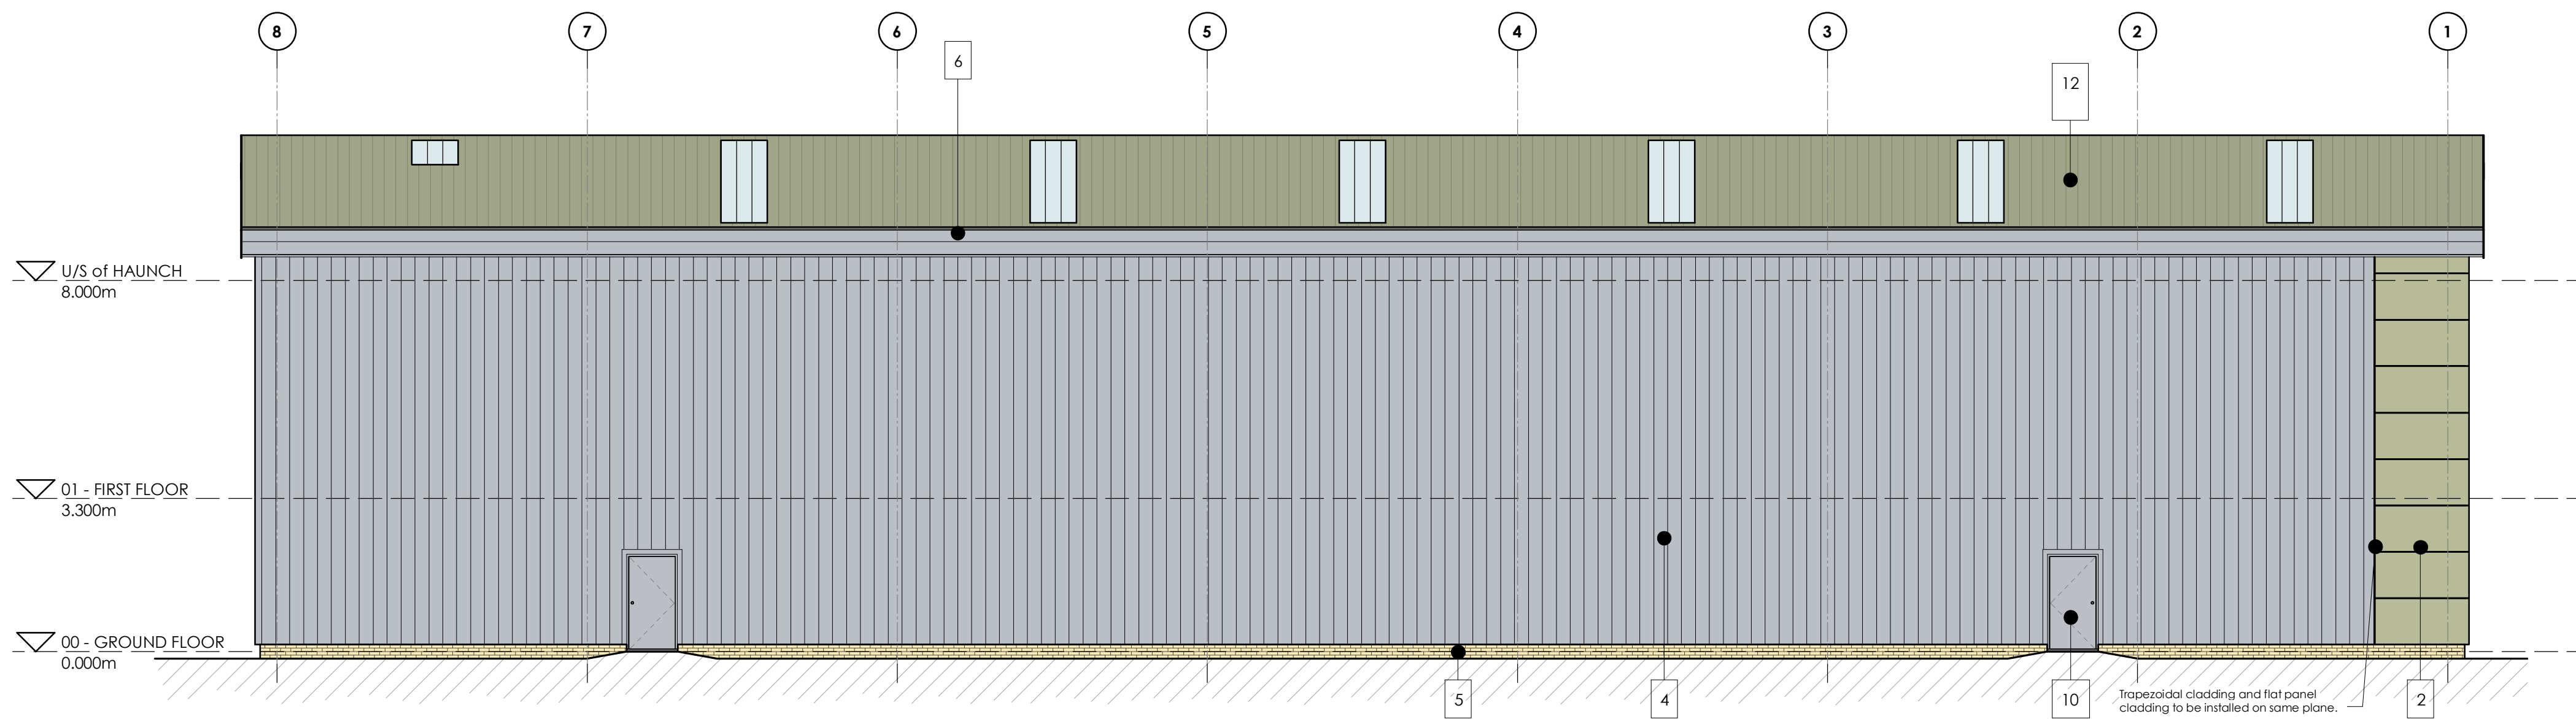 8 7 6 5 4 3 2 1
6
12
U/S of HAUNCH
8.000m
01 - FIRST FLOOR
3.300m
00 - GROUND FLOOR
0.000m
5 4 10 2
Trapezoidal cladding and flat panel
cladding to be installed on same plane.